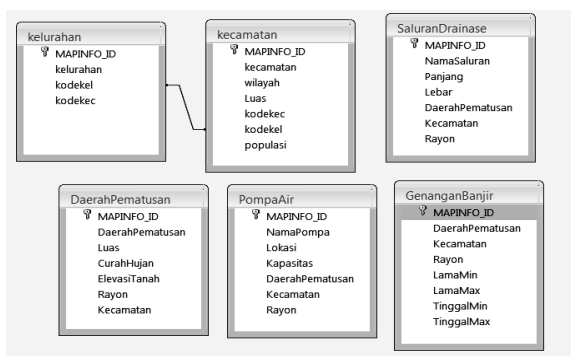 kelurahan
MAPINFO_ID
kelurahan
kodekel
kodekec
kecamatan
MAPINFO_ID
kecamatan
wilayah
Luas
kodekec
kodekel
populasi
SaluranDrainase
MAPINFO_ID
NamaSaluran
Panjang
Lebar
DaerahPematusan
Kecamatan
Rayon
DaerahPematusan
MAPINFO_ID
DaerahPematusan
Luas
CurahHujan
ElevasiTanah
Rayon
Kecamatan
PompaAir
MAPINFO_ID
NamaPompa
Lokasi
Kapasitas
DaerahPematusan
Kecamatan
Rayon
GenanganBanjir
MAPINFO_ID
DaerahPematusan
Kecamatan
Rayon
LamaMin
LamaMax
TinggalMin
TinggalMax